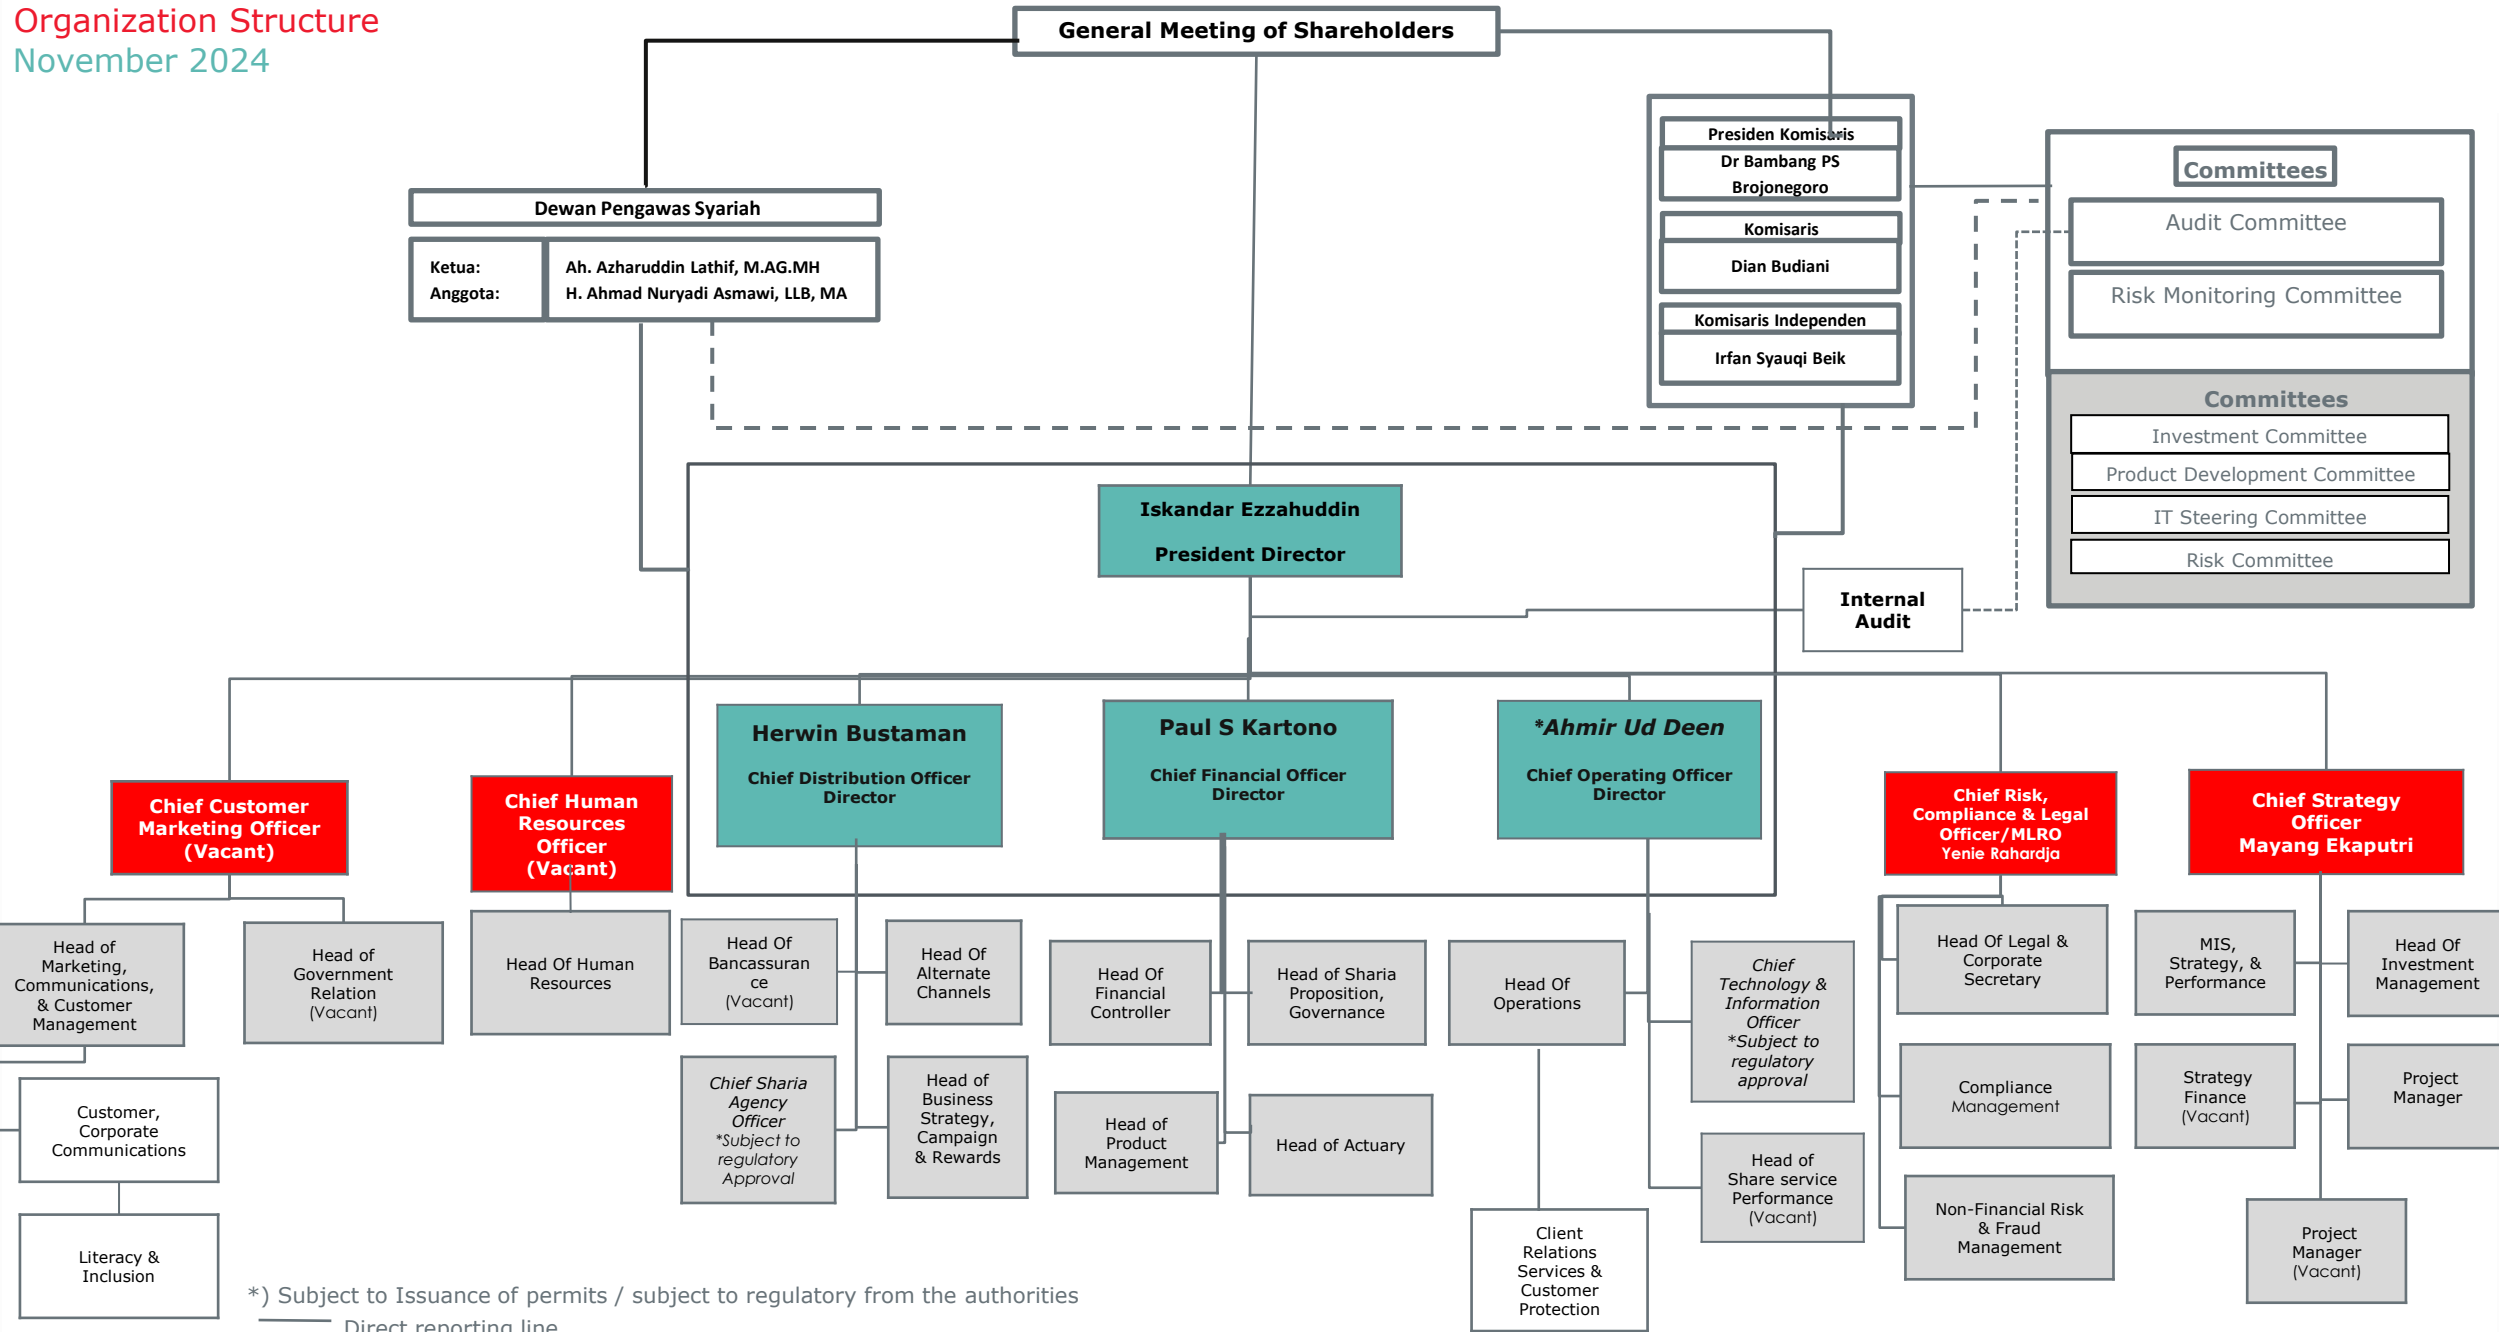 Organization Structure
November 2024
General Meeting of Shareholders
Presiden Komisaris
Dr Bambang PS
Brojonegoro
Komisaris
Dian Budiani
Komisaris Independen
Irfan Syauqi Beik
Committees
Audit Committee
Risk Monitoring Committee
Committees
Investment Committee
Product Development Committee
IT Steering Committee
Risk Committee
Dewan Pengawas Syariah
Ketua:
Anggota:
Ah. Azharuddin Lathif, M.AG.MH
H. Ahmad Nuryadi Asmawi, LLB, MA
Iskandar Ezzahuddin
President Director
Internal
Audit
Chief Customer
Marketing Officer
(Vacant)
Chief Human
Resources
Officer
(Vacant)
Herwin Bustaman
Chief Distribution Officer
Director
Paul S Kartono
Chief Financial Officer
Director
*Ahmir Ud Deen
Chief Operating Officer
Director
Chief Risk,
Compliance & Legal
Officer/MLRO
Yenie Rahardja
Chief Strategy
Officer
Mayang Ekaputri
Head of
Marketing,
Communications,
& Customer
Management
Head of
Government
Relation
(Vacant)
Head Of Human
Resources
Head Of
Bancassuran
ce
(Vacant)
Head Of
Alternate
Channels
Head Of
Financial
Controller
Head of Sharia
Proposition,
Governance
Head Of
Operations
Chief
Technology &
Information
Officer
*Subject to
regulatory
approval
Head Of Legal &
Corporate
Secretary
MIS,
Strategy, &
Performance
Head Of
Investment
Management
Customer,
Corporate
Communications
Chief Sharia
Agency
Officer
*Subject to
regulatory
Approval
Head of
Business
Strategy,
Campaign
& Rewards
Head of
Product
Management
Head of Actuary
Head of
Share service
Performance
(Vacant)
Compliance
Management
Strategy
Finance
(Vacant)
Project
Manager
Literacy &
Inclusion
Client
Relations
Services &
Customer
Protection
Non-Financial Risk
& Fraud
Management
Project
Manager
(Vacant)
*) Subject to Issuance of permits / subject to regulatory from the authorities
Direct reporting line